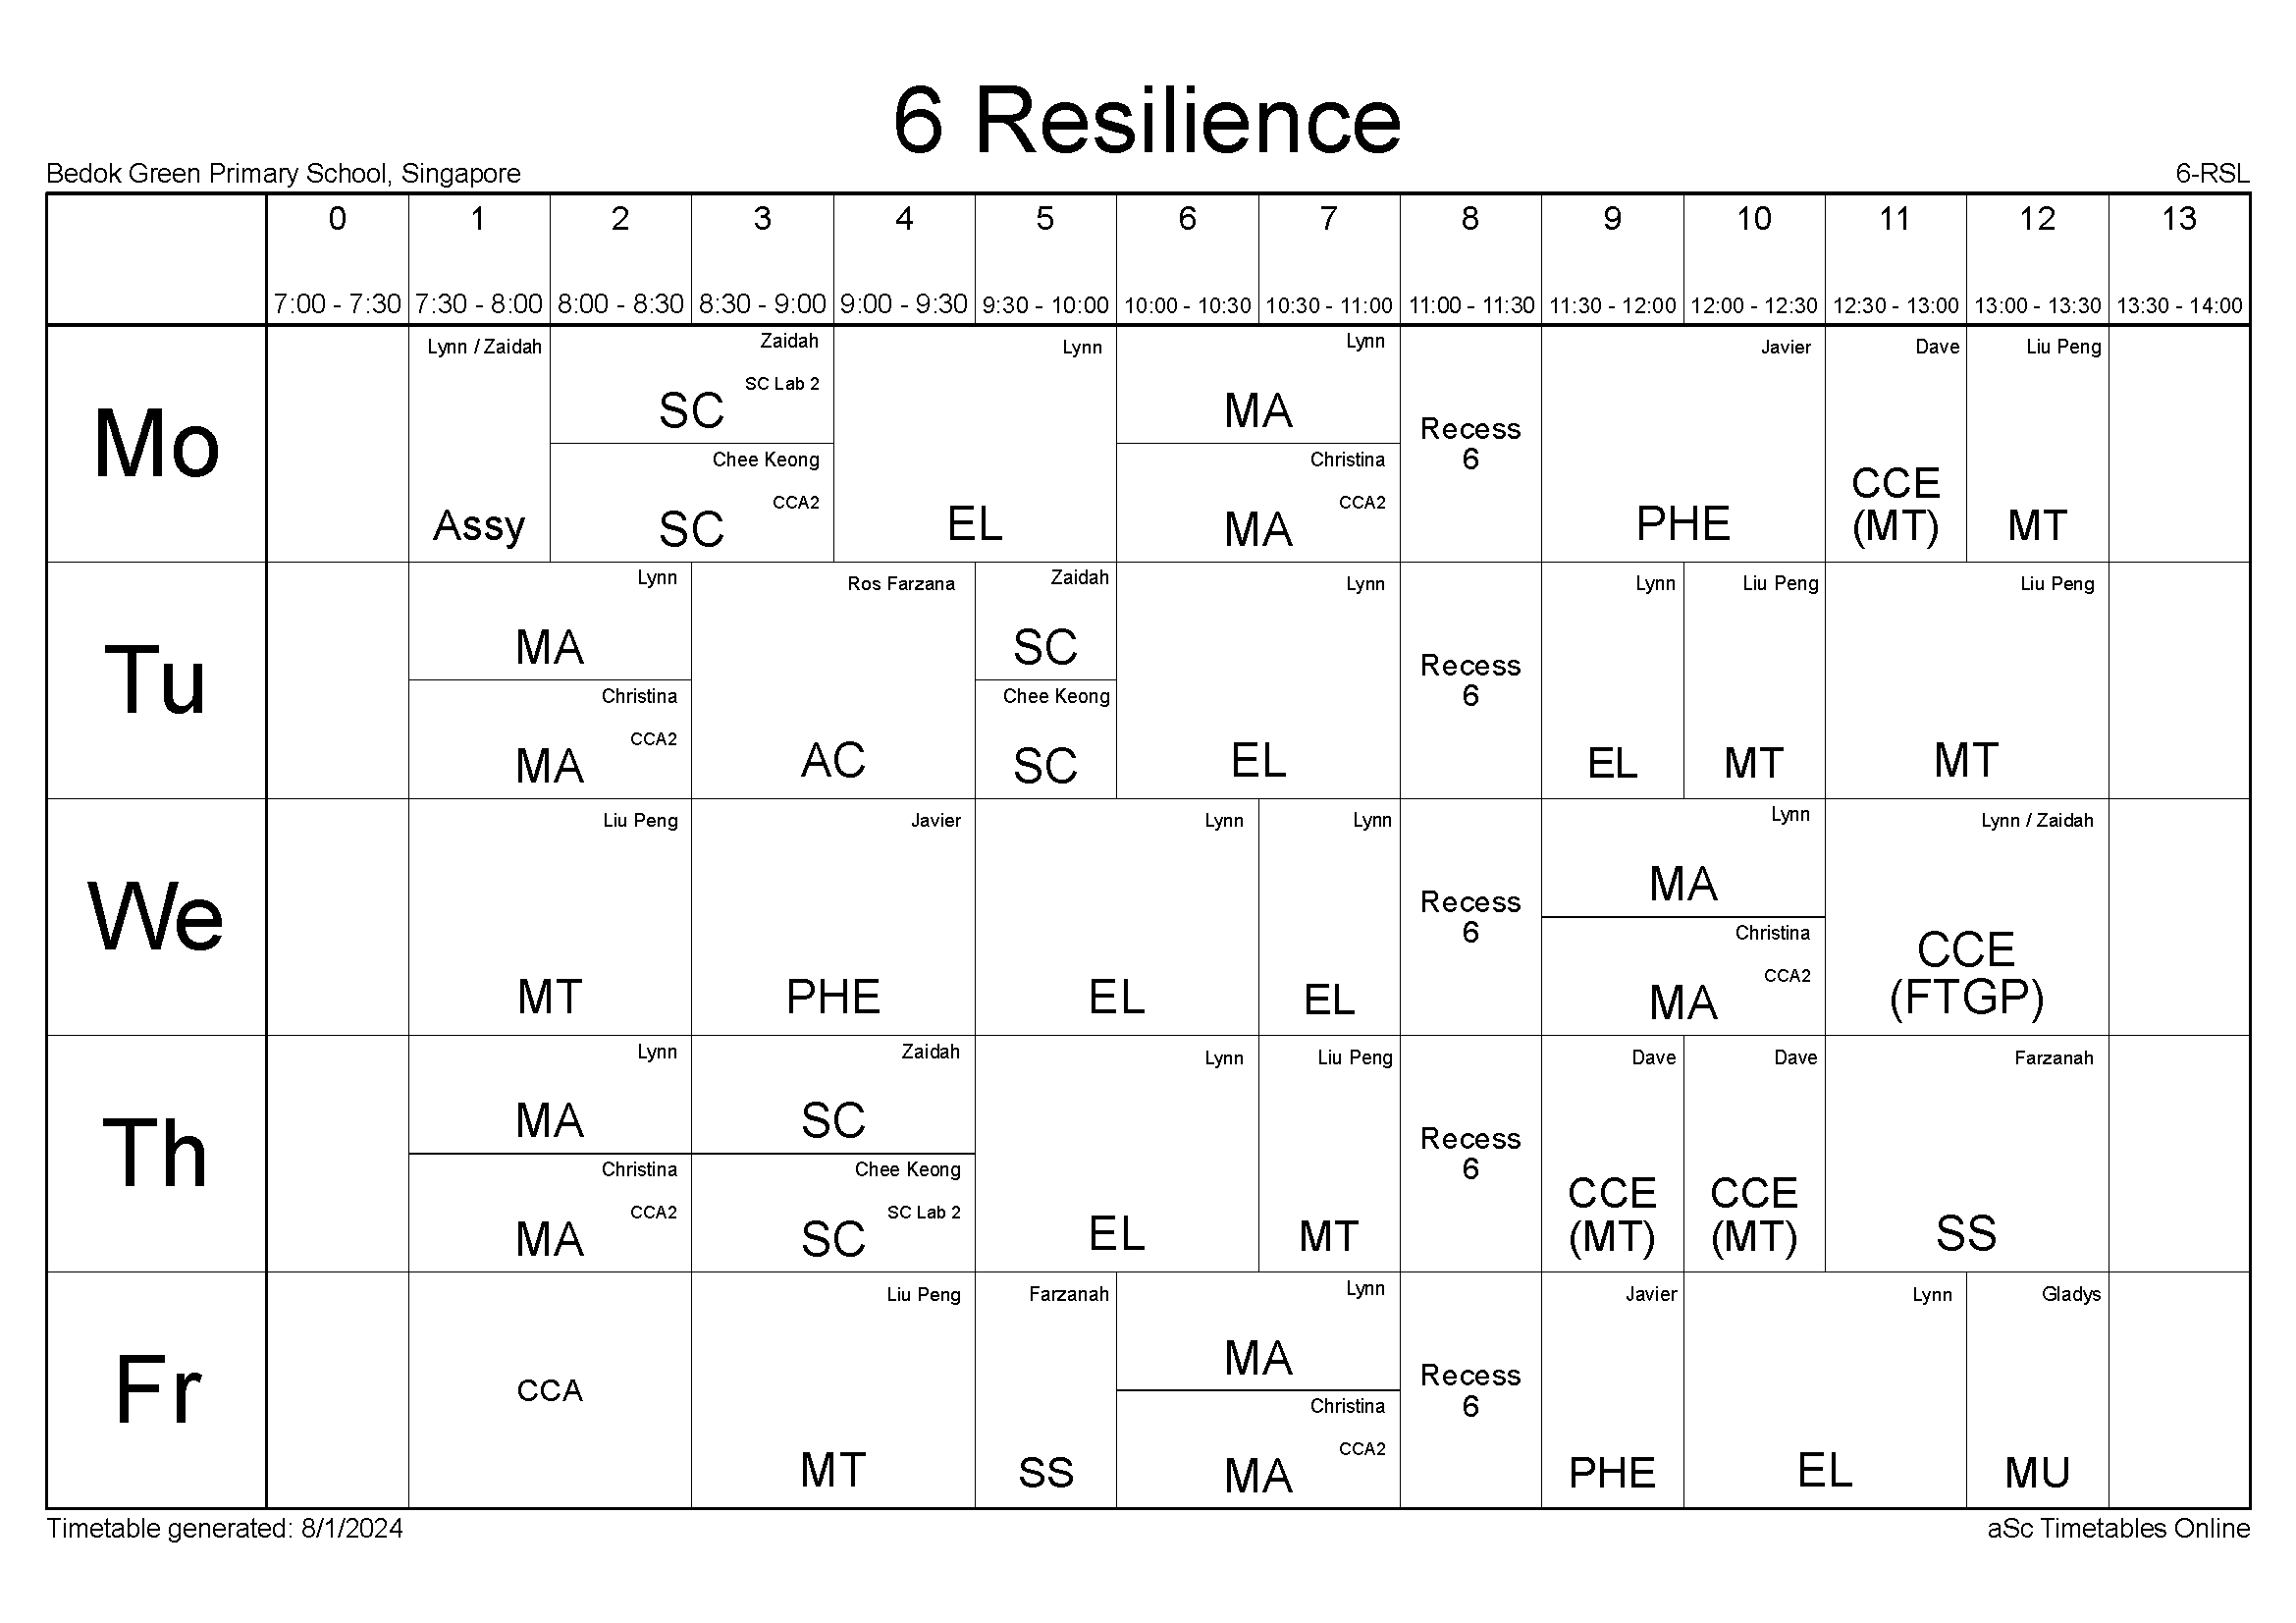 6 Resilience
Bedok Green Primary School, Singapore
6-RSL
0 1 2 3 4 5 6 7 8 9 10 11 12 13
7:00 - 7:30 7:30 - 8:00 8:00 - 8:30 8:30 - 9:00 9:00 - 9:30 9:30 - 10:00 10:00 - 10:30 10:30 - 11:00 11:00 - 11:30 11:30 - 12:00 12:00 - 12:30 12:30 - 13:00 13:00 - 13:30 13:30 - 14:00
Mo
Lynn / Zaidah
Assy
Zaidah
SC Lab 2
SC
Chee Keong
CCA2
SC
Lynn
EL
Lynn
MA
Christina
CCA2
MA
Recess
6
Javier
PHE
Dave
CCE
(MT)
Liu Peng
MT
Tu
Lynn
MA
Christina
CCA2
MA
Ros Farzana
AC
Zaidah
SC
Chee Keong
SC
Lynn
EL
Recess
6
Lynn
EL
Liu Peng
MT
Liu Peng
MT
We
Liu Peng
MT
Javier
PHE
Lynn
EL
Lynn
EL
Recess
6
Lynn
MA
Christina
CCA2
MA
Lynn / Zaidah
CCE
(FTGP)
Th
Lynn
MA
Christina
CCA2
MA
Zaidah
SC
Chee Keong
SC Lab 2
SC
Lynn
EL
Liu Peng
MT
Recess
6
Dave
CCE
(MT)
Dave
CCE
(MT)
Farzanah
SS
Fr
CCA
Liu Peng
MT
Farzanah
SS
Lynn
MA
Christina
CCA2
MA
Recess
6
Javier
PHE
Lynn
EL
Gladys
MU
Timetable generated: 8/1/2024
aSc Timetables Online